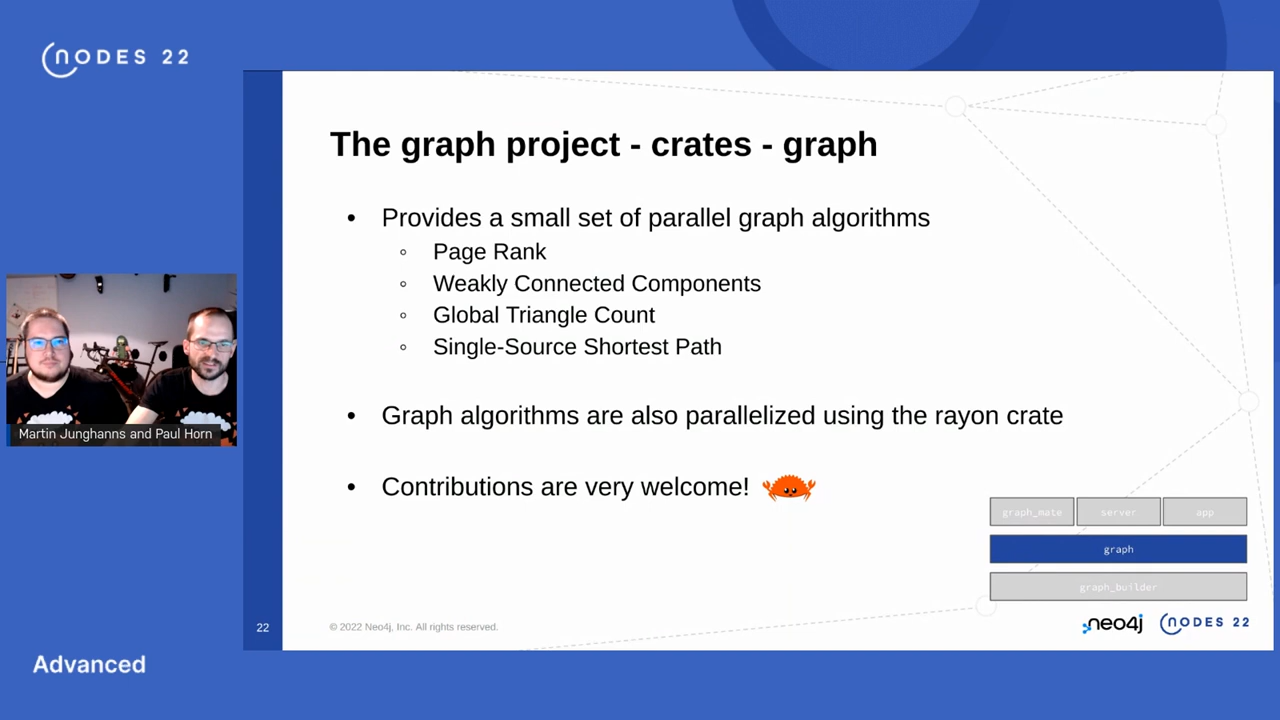 NODES 22
The graph project - crates - graph
• Provides a small set of parallel graph algorithms
◦ Page Rank
◦ Weakly Connected Components
◦ Global Triangle Count
◦ Single-Source Shortest Path
• Graph algorithms are also parallelized using the rayon crate
• Contributions are very welcome!
Martin Junghanns and Paul Horn
graph_mate server app
graph
graph_builder
22 © 2022 Neo4j, Inc. All rights reserved.
neo4j NODES 22
Advanced